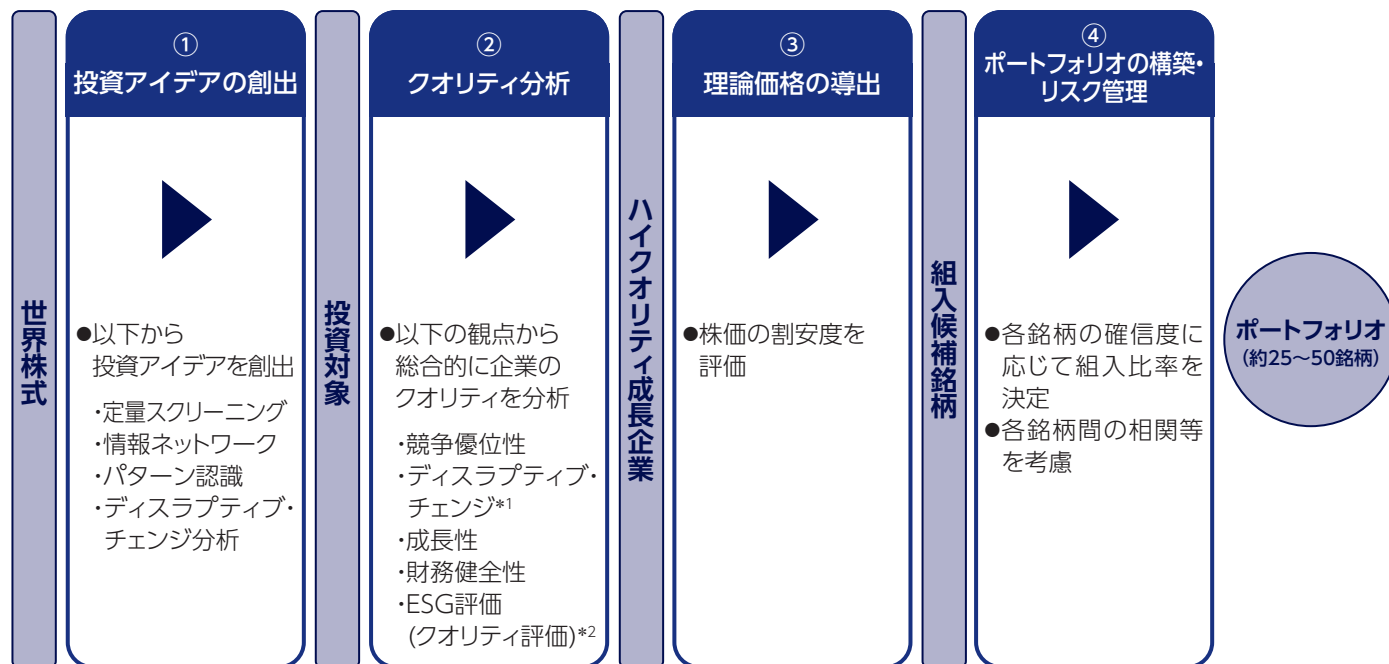 世界株式
①
投資アイデアの創出
●以下から
投資アイデアを創出
・定量スクリーニング
・情報ネットワーク
・パターン認識
・ディスラプティブ・
チェンジ分析
投資対象
②
クオリティ分析
●以下の観点から
総合的に企業の
クオリティを分析
・競争優位性
・ディスラプティブ・
チェンジ*1
・成長性
・財務健全性
・ESG評価
(クオリティ評価)*2
ハイクオリティ成長企業
③
理論価格の導出
●株価の割安度を
評価
組入候補銘柄
④
ポートフォリオの構築・
リスク管理
●各銘柄の確信度に
応じて組入比率を
決定
●各銘柄間の相関等
を考慮
ポートフォリオ
(約25～50銘柄)